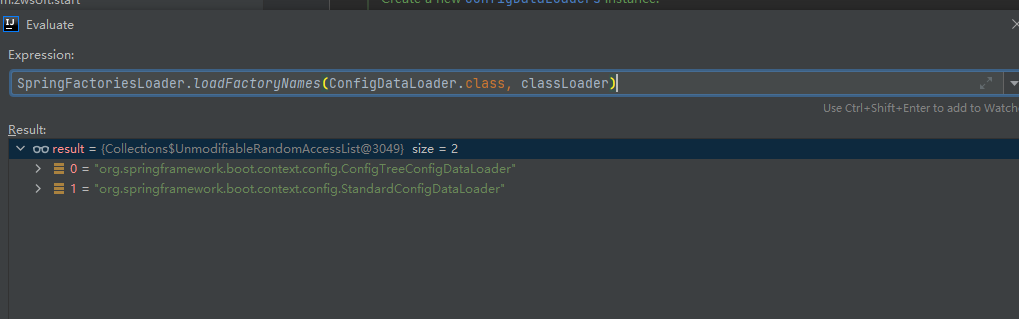 m.zwsoft.start
Create a new ConfigDataLoaders instance.
IJ Evaluate
Expression:
SpringFactoriesLoader.loadFactoryNames(ConfigDataLoader.class, classLoader)
Use Ctrl+Shift+Enter to add to Watch
Result:
result = {Collections$UnmodifiableRandomAccessList@3049} size = 2
0 = "org.springframework.boot.context.config.ConfigTreeConfigDataLoader"
1 = "org.springframework.boot.context.config.StandardConfigDataLoader"